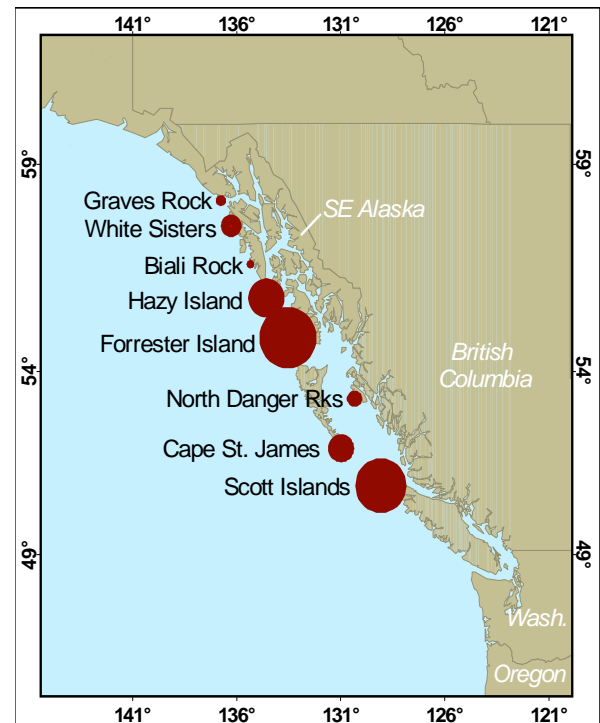 141° 136° 131° 126° 121°
59° 59°
Graves Rock
SE Alaska
White Sisters
Biali Rock
Hazy Island
Forrester Island
British
Columbia
54° 54°
North Danger Rks
Cape St. James
Scott Islands
49° 49°
Wash.
Oregon
141° 136° 131° 126° 121°